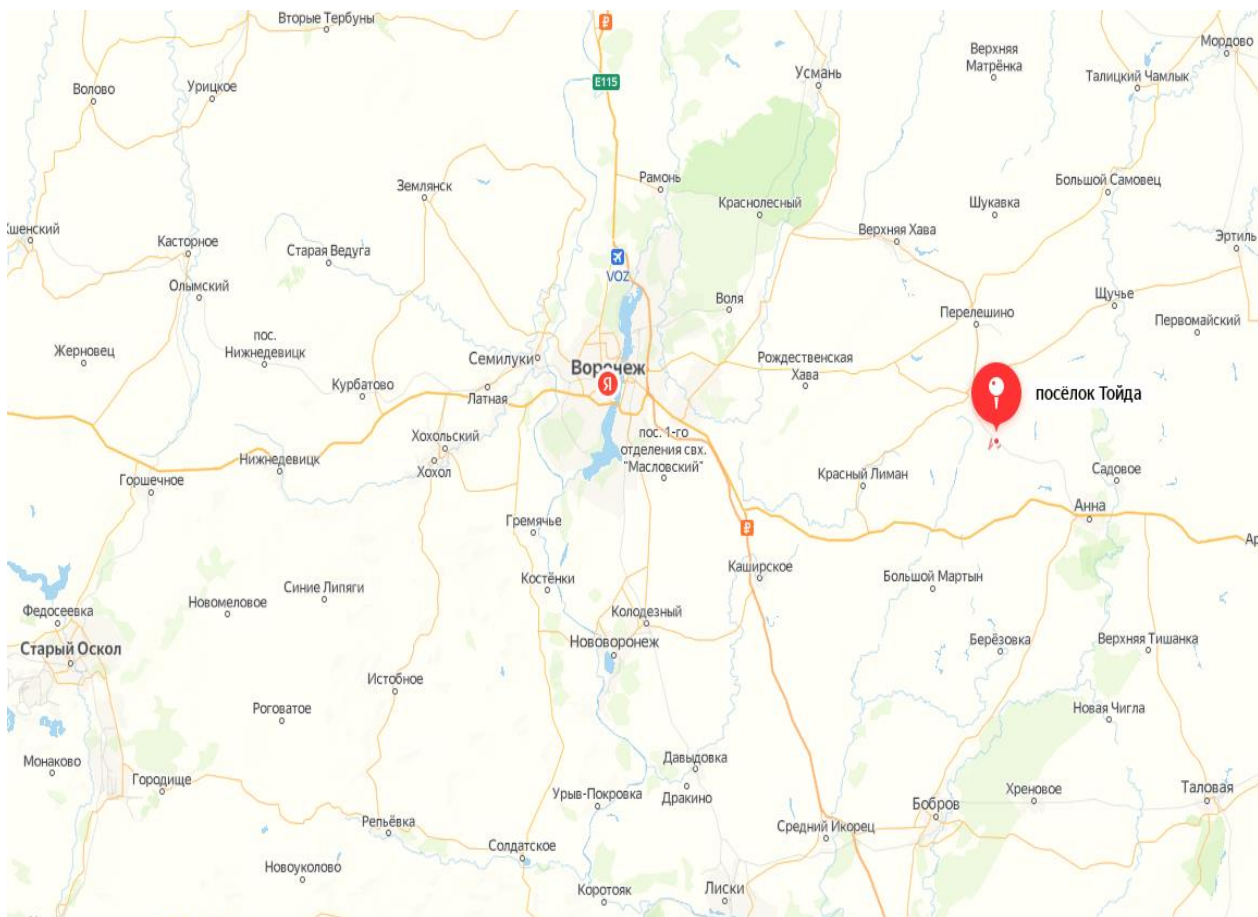 Вторые Тербуны
Мордово
Верхняя
Матрёнка
Усмань
Талицкий Чамлык
Волово
Урицкое
E115
Рамонь
Землянск
Большой Самовец
Краснолесный
Шукавка
Касторное
Старая Ведуга
Верхняя Хава
Эртиль
VOZ
Олымский
Воля
Щучье
Перелешино
Первомайский
пос.
Нижнедевицк
Жерновец
Семилуки
Воронеж
Я
Рождественская
Хава
Курбатово
Латная
посёлок Тойда
Хохольский
пос. 1-го
отделения свх.
"Масловский"
Нижнедевицк
Хохол
Горшечное
Красный Лиман
Садовое
Анна
Гремячье
Каширское
Большой Мартын
Костёнки
Синие Липяги
Новомеловое
Федосеевка
Колодезный
Старый Оскол
Нововоронеж
Берёзовка
Верхняя Тишанка
Истобное
Роговатое
Новая Чигла
Монаково
Давыдовка
Городище
Урыв-Покровка
Дракино
Хреновое
Таловая
Бобров
Репьёвка
Средний Икорец
Солдатское
Новоуколово
Коротояк
Лиски